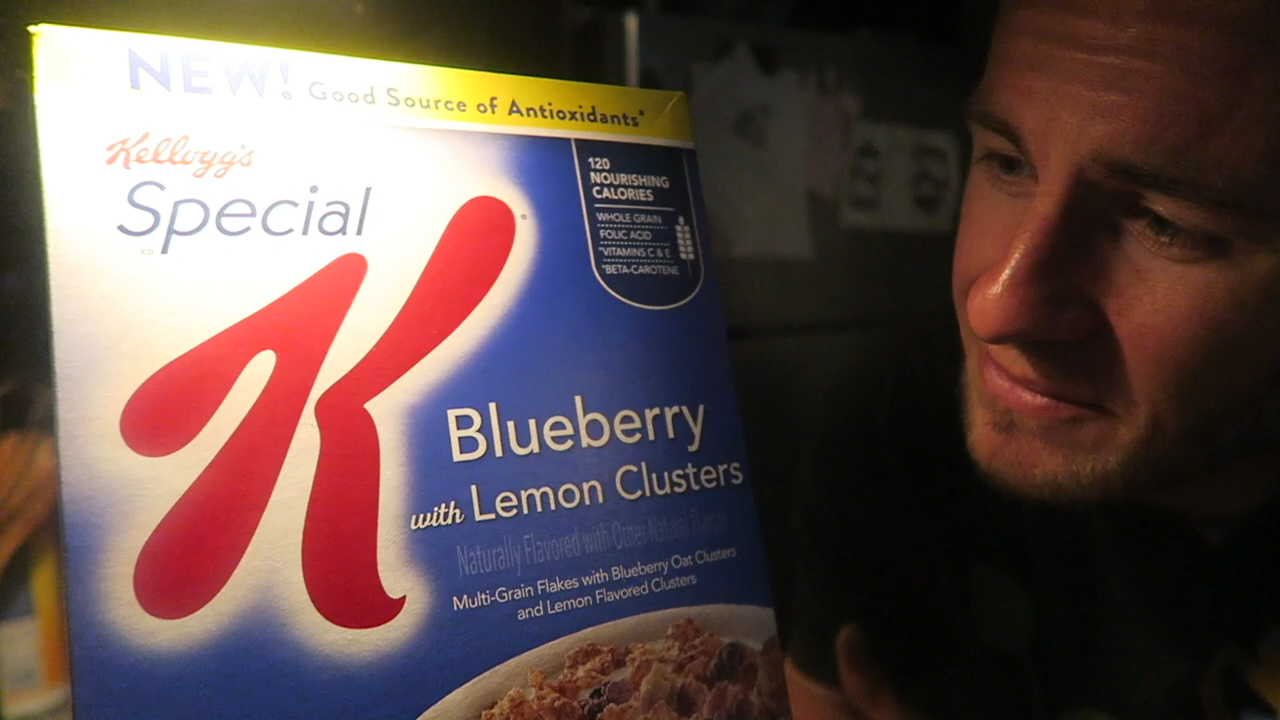 NEW! Good Source of Antioxidants*
Kellogg's
Special
K
120
NOURISHING
CALORIES
WHOLE GRAIN
FOLIC ACID
*VITAMINS C & E
*BETA-CAROTENE
Blueberry
with Lemon Clusters
Naturally Flavored with Other Natural Flavors
Multi-Grain Flakes with Blueberry Oat Clusters
and Lemon Flavored Clusters